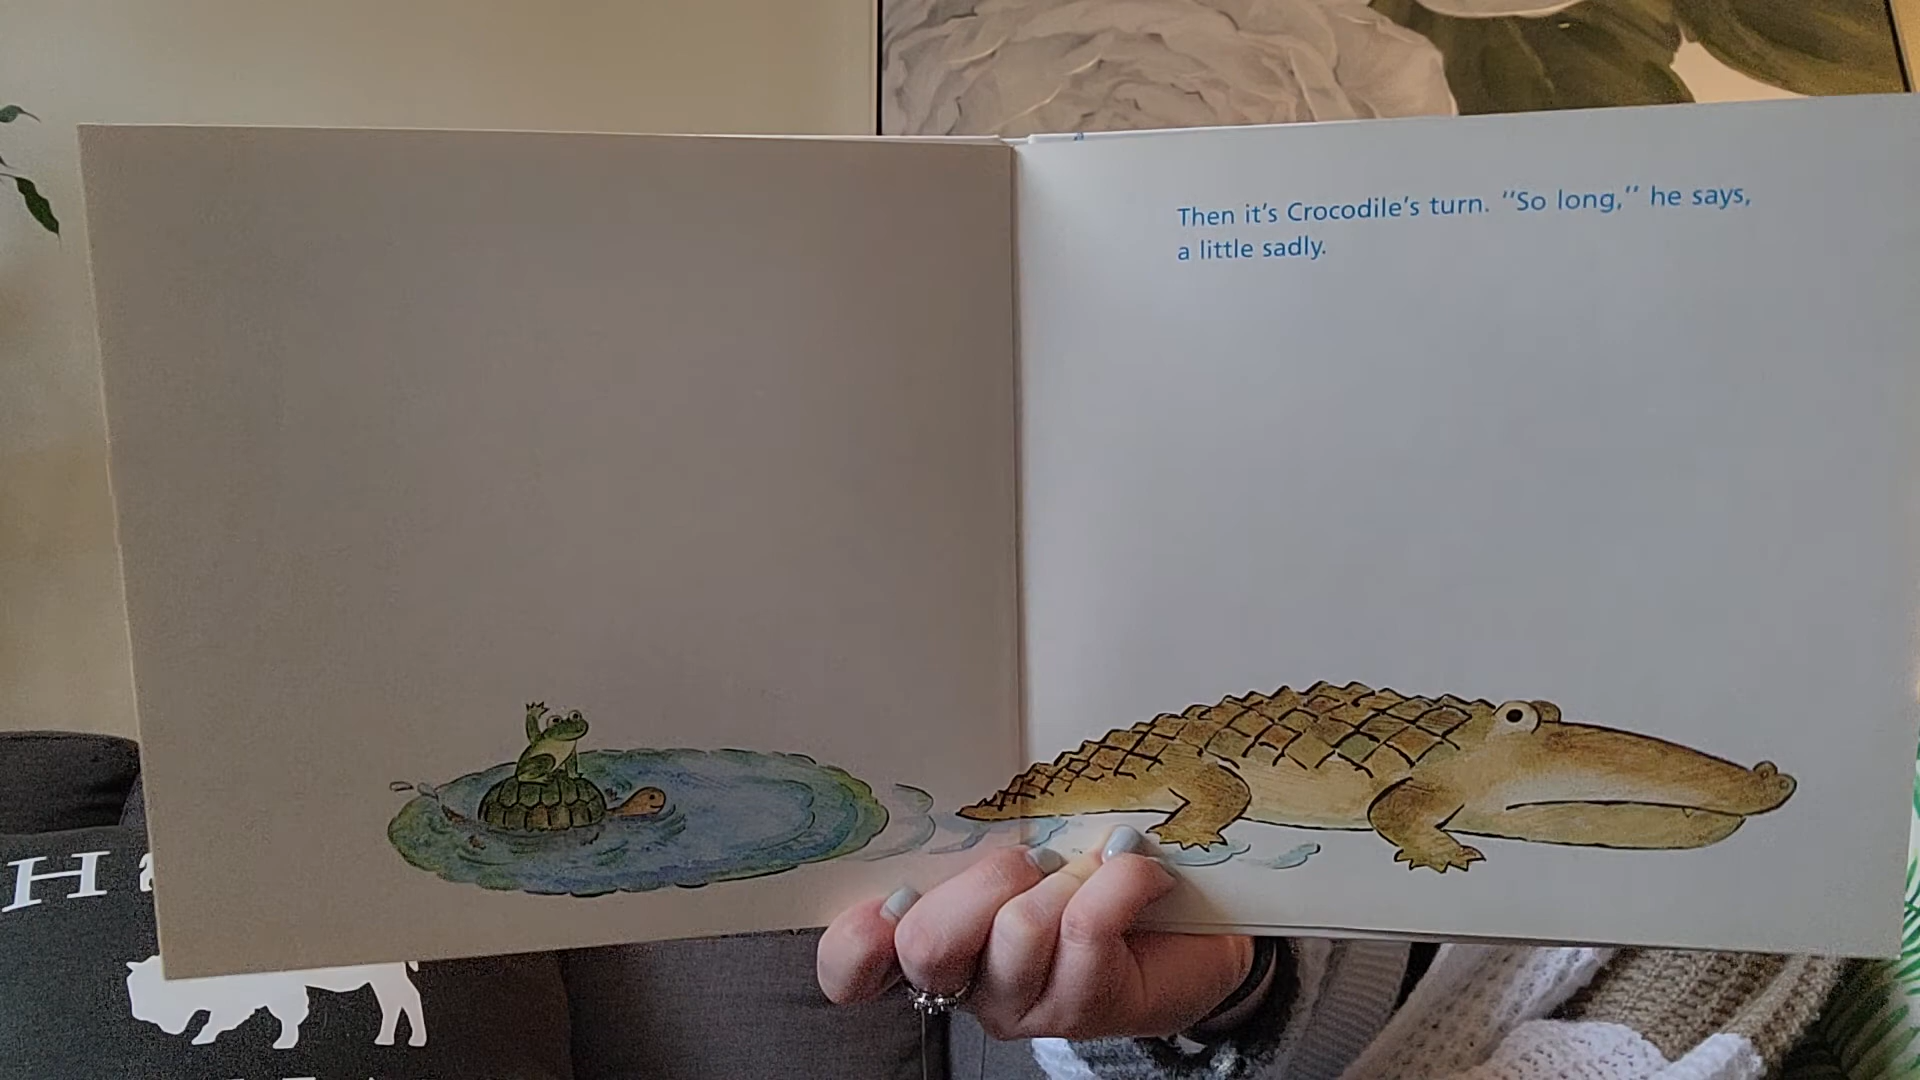 Then it's Crocodile's turn. "So long," he says,
a little sadly.
H